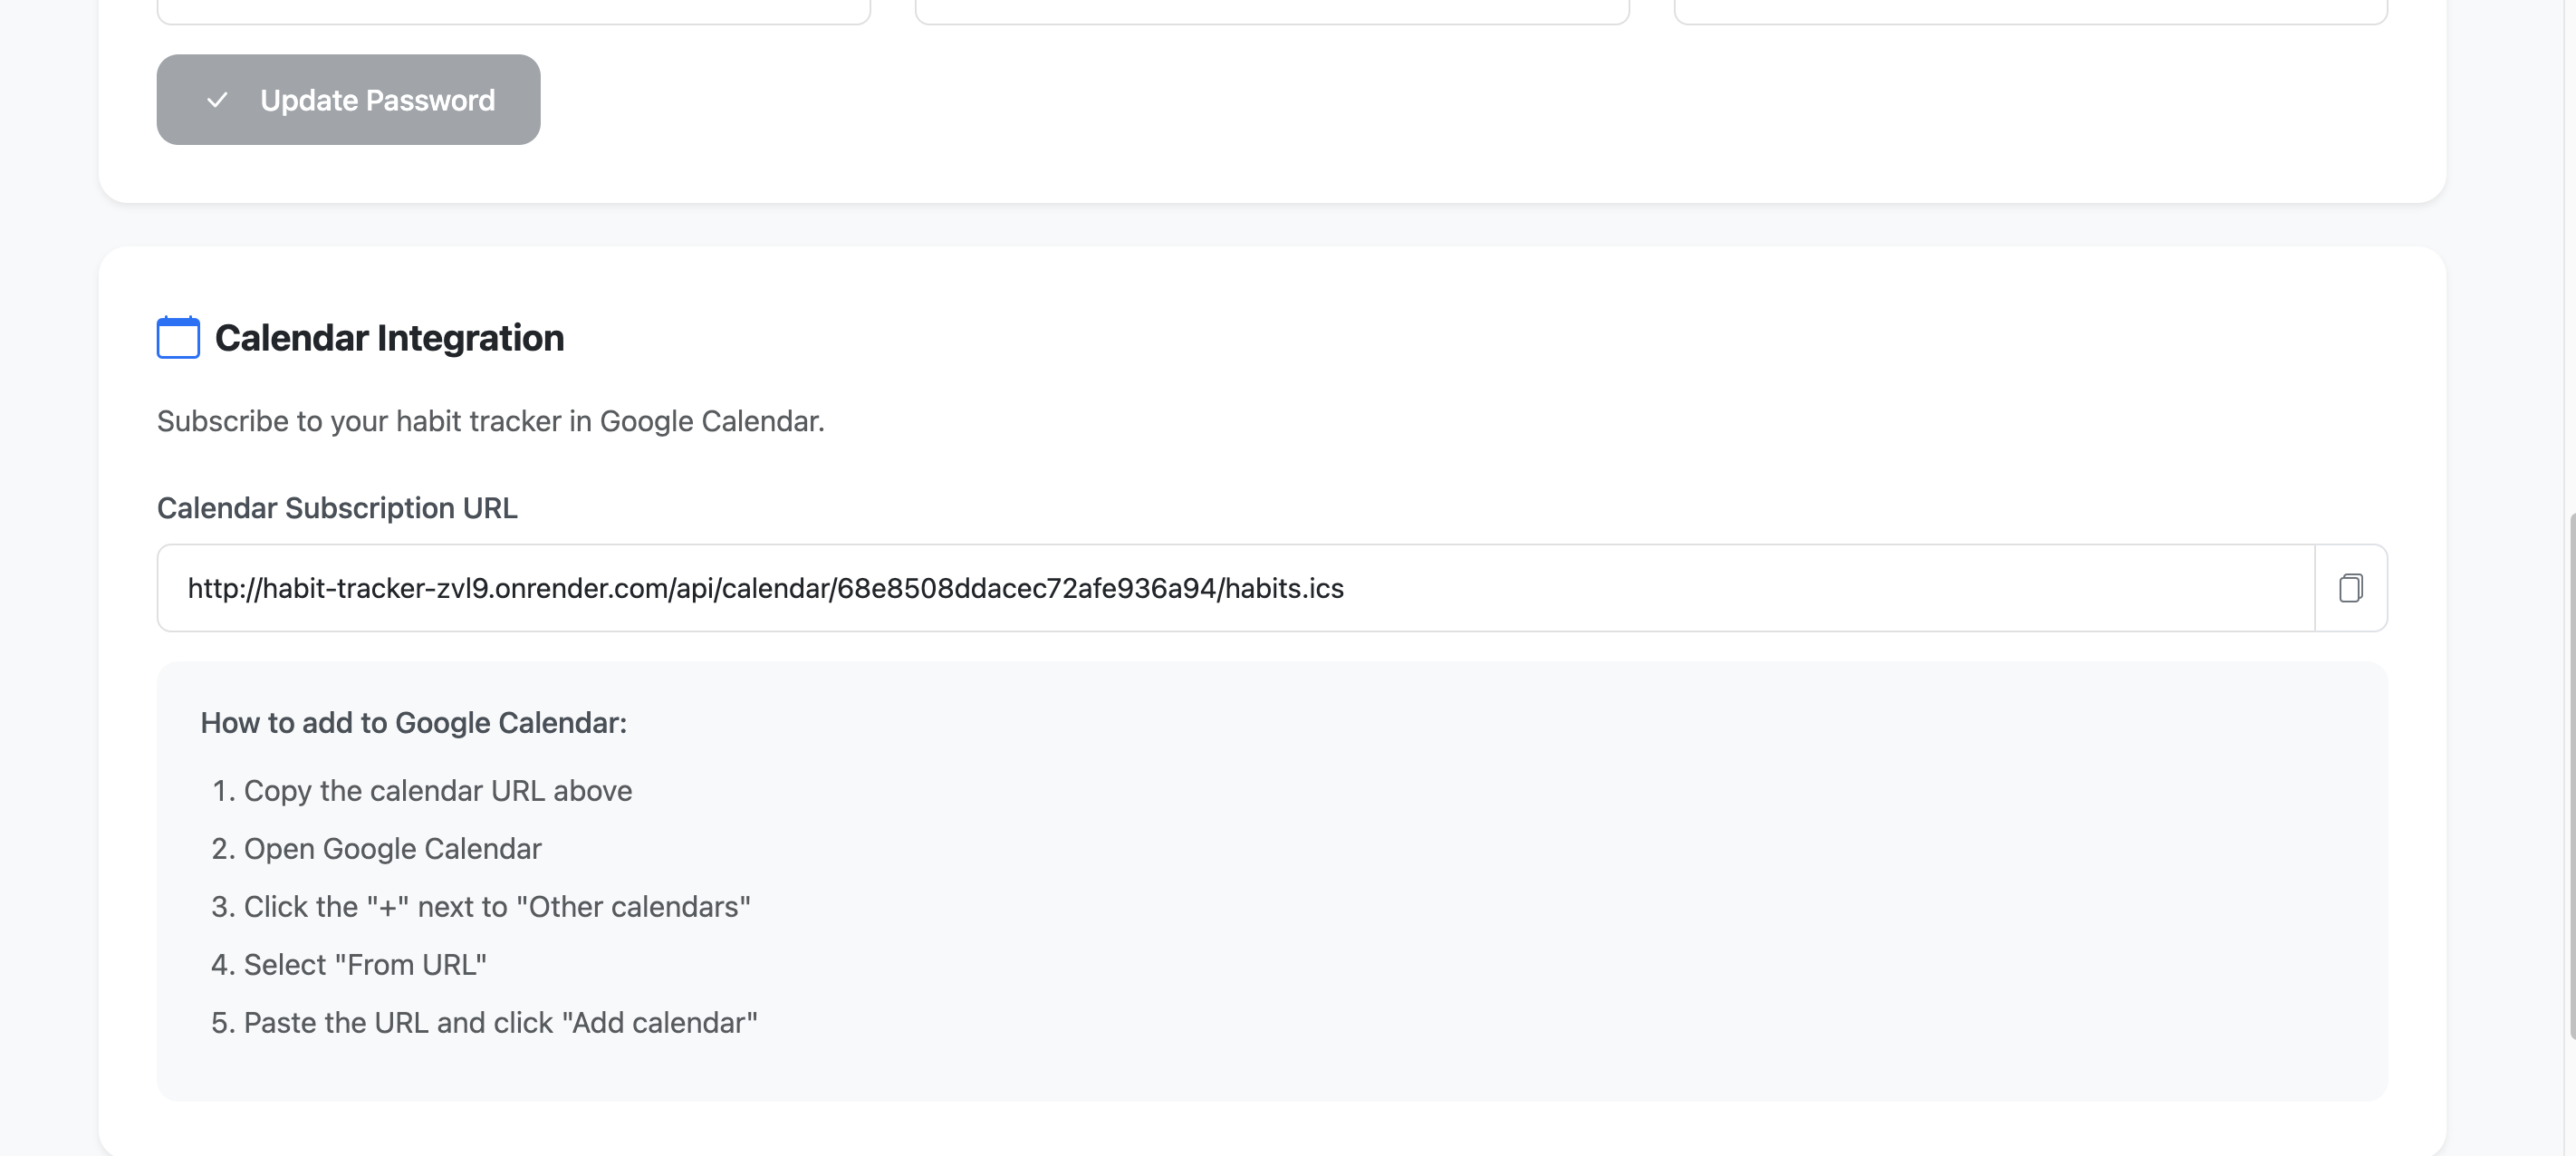 Update Password
Calendar Integration
Subscribe to your habit tracker in Google Calendar.
Calendar Subscription URL
http://habit-tracker-zvl9.onrender.com/api/calendar/68e8508ddacec72afe936a94/habits.ics
How to add to Google Calendar:
1. Copy the calendar URL above
2. Open Google Calendar
3. Click the "+" next to "Other calendars"
4. Select "From URL"
5. Paste the URL and click "Add calendar"